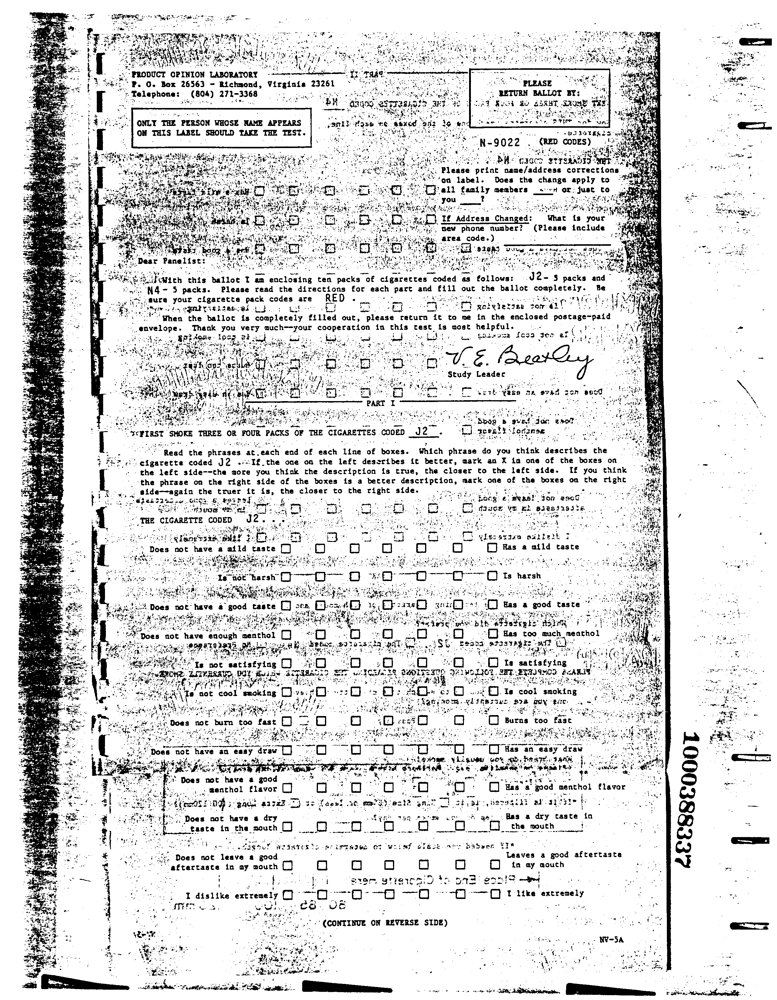 PRODUCT OPINION LABORATORY
P. O. Box 26563 - Richmond, Virginia 23261
Telephone: (804) 271-3368
PLEASE
RETURN BALLOT BY:
ONLY THE PERSON WHOSE NAME APPEARS
ON THIS LABEL SHOULD TAKE THE TEST.
N-9022 (RED CODES)
Please print name/address corrections
on label. Does the change apply to
all family members ____ or just to
you ____?
If Address Changed: What is your
new phone number? (Please include
area code.)
Dear Panelist:
With this ballot I am enclosing ten packs of cigarettes coded as follows: J2- 5 packs and
N4 - 5 packs. Please read the directions for each part and fill out the ballot completely. Be
sure your cigarette pack codes are RED .
When the ballot is completely filled out, please return it to me in the enclosed postage-paid
envelope. Thank you very much--your cooperation in this test is most helpful.
V. E. Bearley
Study Leader
PART I
FIRST SMOKE THREE OR FOUR PACKS OF THE CIGARETTES CODED J2 .
Read the phrases at each end of each line of boxes. Which phrase do you think describes the
cigarette coded J2 . If the one on the left describes it better, mark an X in one of the boxes on
the left side--the more you think the description is true, the closer to the left side. If you think
the phrase on the right side of the boxes is a better description, mark one of the boxes on the right
side--again the truer it is, the closer to the right side.
THE CIGARETTE CODED J2 . . .
Does not have a mild taste Has a mild taste
Is not harsh Is harsh
Does not have a good taste Has a good taste
Does not have enough menthol Has too much menthol
Is not satisfying Is satisfying
Is not cool smoking Is cool smoking
Does not burn too fast Burns too fast
Does not have an easy draw Has an easy draw
Does not have a good
menthol flavor Has a good menthol flavor
Does not have a dry
taste in the mouth
Has a dry taste in
the mouth
Does not leave a good
aftertaste in my mouth
Leaves a good aftertaste
in my mouth
I dislike extremely I like extremely
(CONTINUE ON REVERSE SIDE)
NV-5A
1000388337